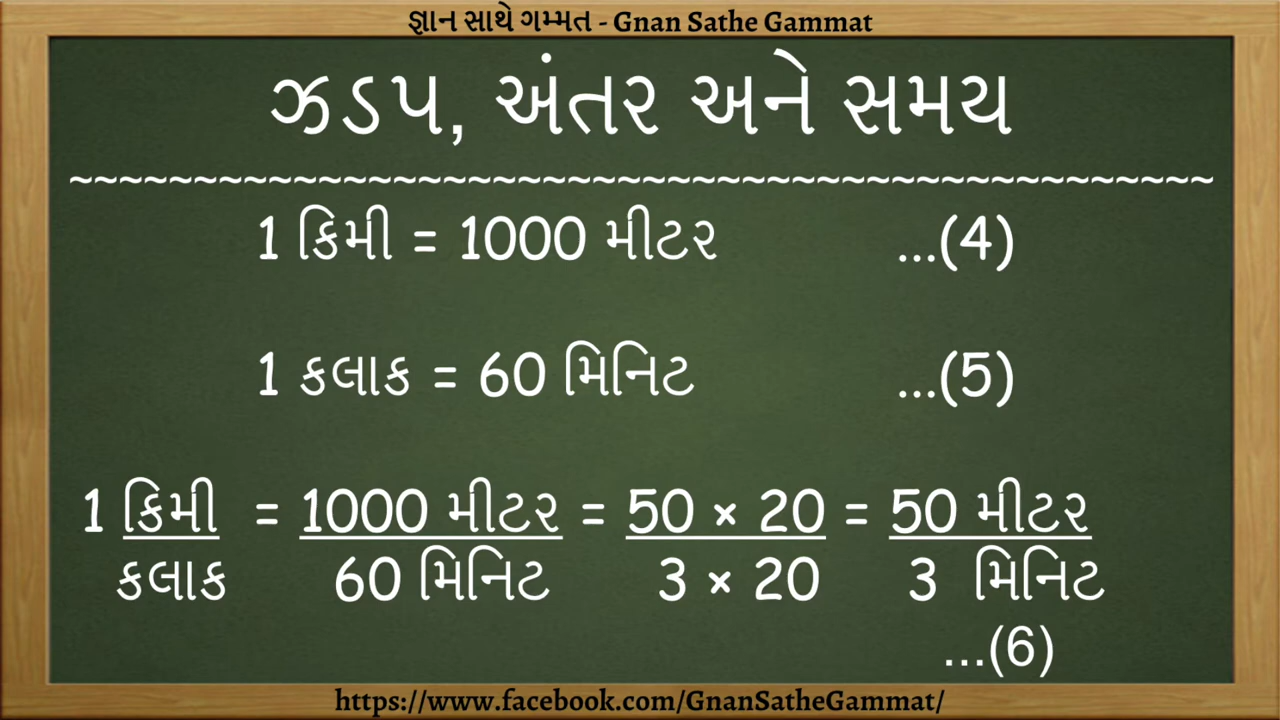 જ્ઞાન સાથે ગમ્મત - Gnan Sathe Gammat
ઝડપ, અંતર અને સમય
~~~~~~~~~~~~~~~~~~~~~~~~~~~~~~~~~~~~~~~~~~~~~~
1 કિમી = 1000 મીટર ...(4)
1 કલાક = 60 મિનિટ ...(5)
1 કિમી = 1000 મીટર = 50 × 20 = 50 મીટર
કલાક 60 મિનિટ 3 × 20 3 મિનિટ
...(6)
https://www.facebook.com/GnanSatheGammat/